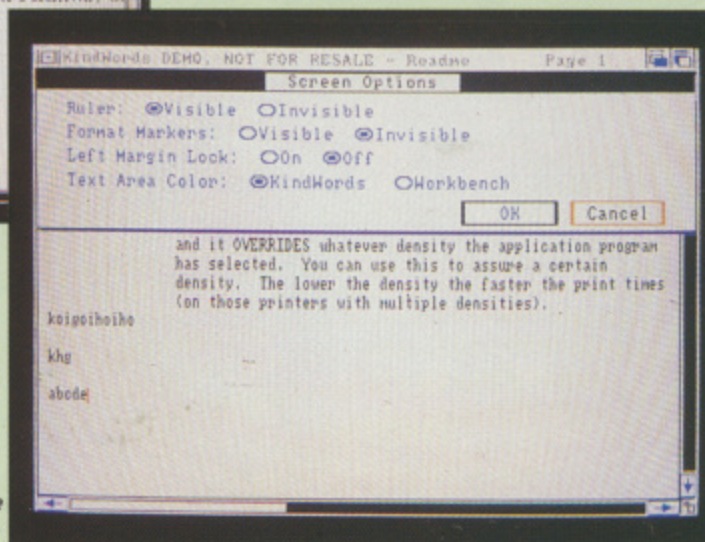 KindWords DEMO, NOT FOR RESALE - Readme Page 1
Screen Options
Ruler: Visible Invisible
Format Markers: Visible Invisible
Left Margin Lock: On Off
Text Area Color: KindWords Workbench
OK Cancel
and it OVERRIDES whatever density the application program
has selected. You can use this to assure a certain
density. The lower the density the faster the print times
(on those printers with multiple densities).
koigoihoiho
khg
abcde